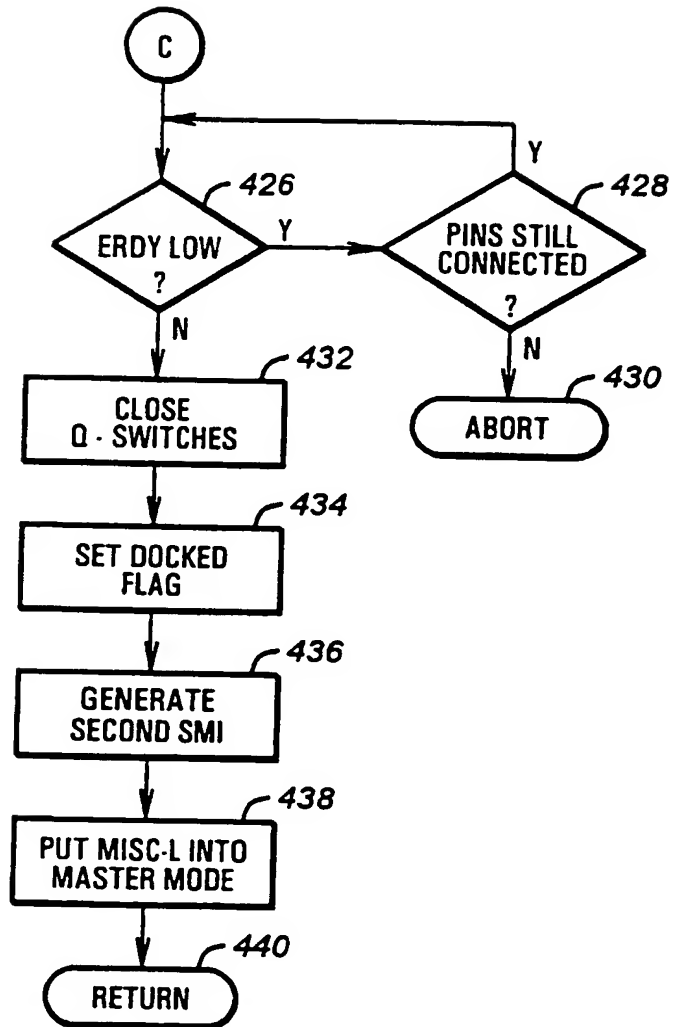 C
426
ERDY LOW
?
Y
N
428
PINS STILL
CONNECTED
?
Y
N
430
ABORT
432
CLOSE
Q - SWITCHES
434
SET DOCKED
FLAG
436
GENERATE
SECOND SMI
438
PUT MISC-L INTO
MASTER MODE
440
RETURN